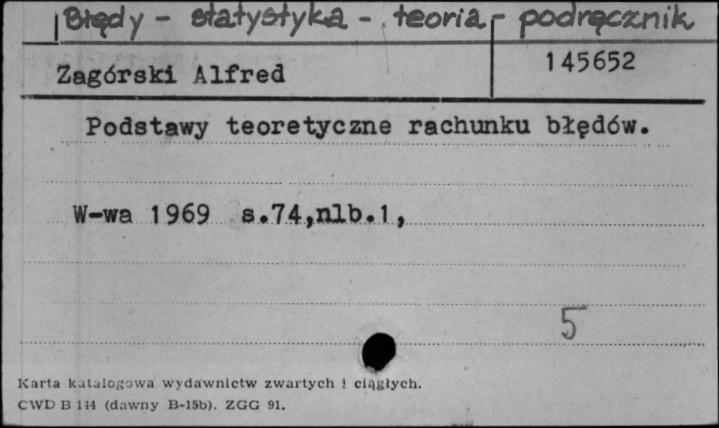 Błędy - statystyka - teoria - podręcznik
Zagórski Alfred
145652
Podstawy teoretyczne rachunku błędów.
W-wa 1969 s.74,nlb.1,
5
Karta katalogowa wydawnictw zwartych i ciągłych.
CWD B 144 (dawny B-15b). ZGG 91.